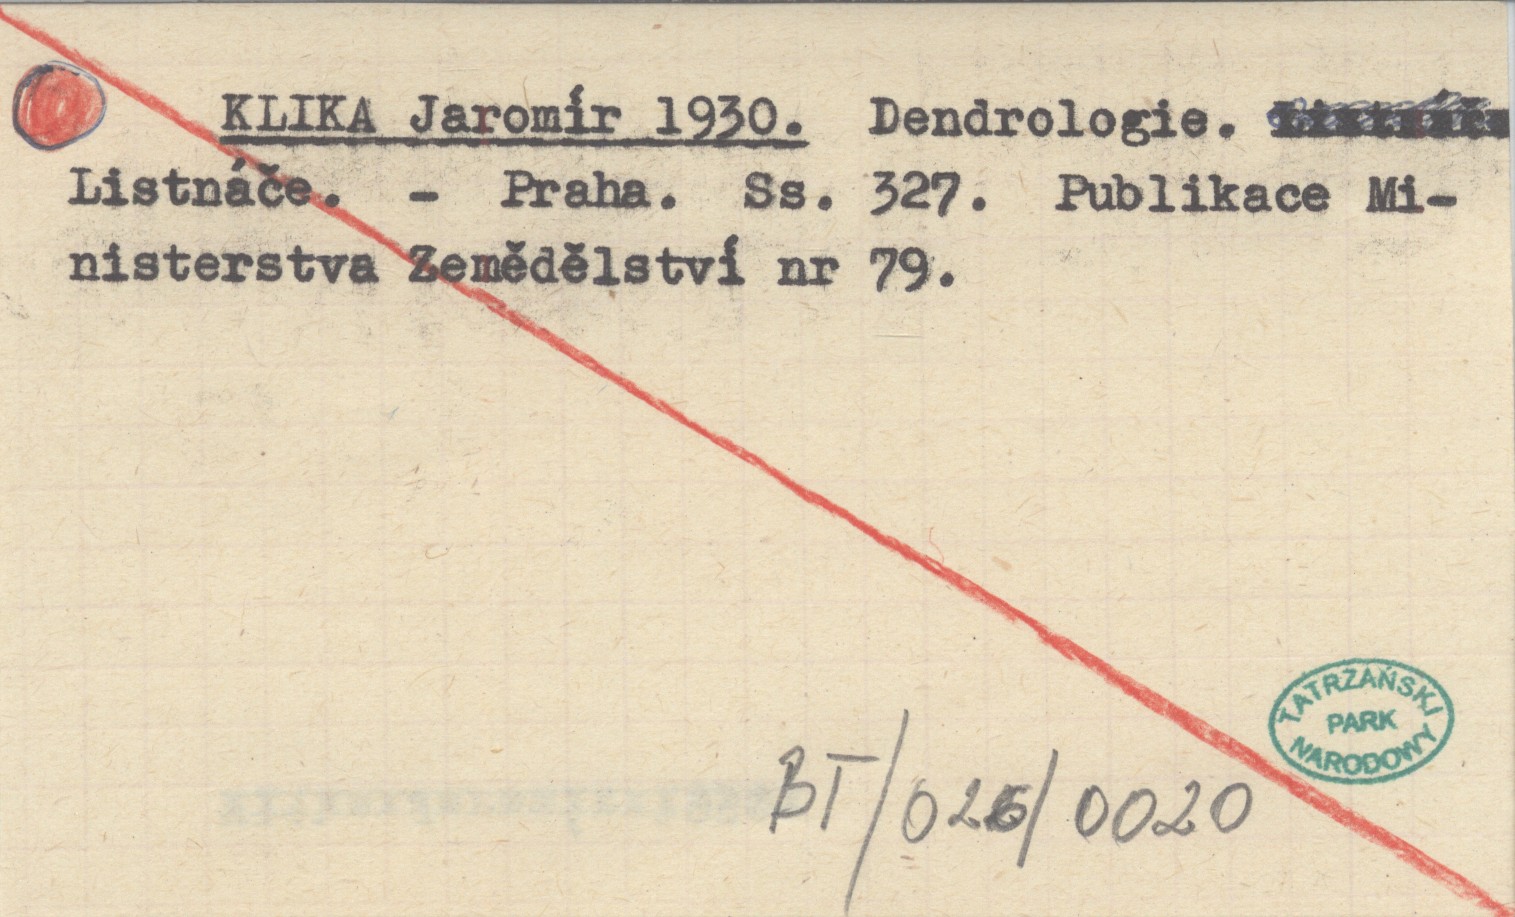 KLIKA Jaromír 1930. Dendrologie.
Listnáče. - Praha. Ss. 327. Publikace Mi-
nisterstva Zemědělství nr 79.
TATRZAŃSKI
PARK
NARODOWY
BT/026/0020